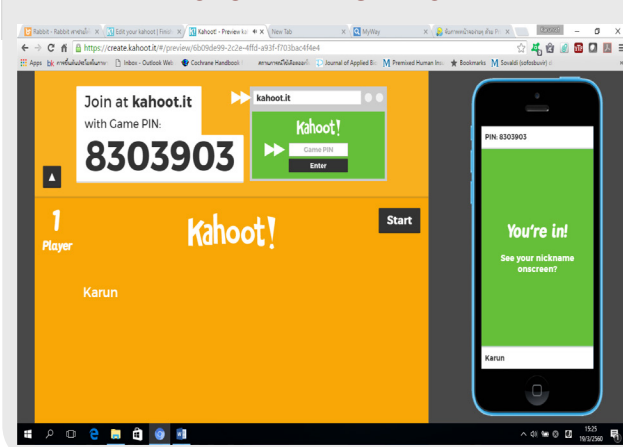 Rabbit - Rabbit
Edit your kahoot | Finish
Kahoot! - Preview ka
New Tab
MyWay
https://create.kahoot.it/#/preview/6b09de99-2c2e-4ffd-a93f-f703bac4f4e4
Apps
Inbox - Outlook Web
Cochrane Handbook
Journal of Applied
Premixed Human Ins
Bookmarks
Sovaldi (sofosbuvir)
Join at kahoot.it
with Game PIN:
8303903
kahoot.it
Kahoot!
Game PIN
Enter
1
Player
Kahoot!
Start
Karun
PIN: 8303903
You're in!
See your nickname
onscreen?
Karun
15:25
19/3/2560